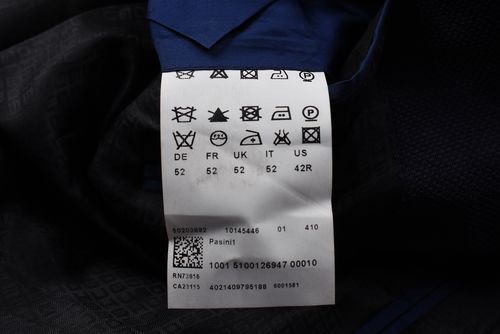 DE FR UK IT US
52 52 52 52 42R
50203692 10145446 01 410
Pasini1
1001 5100126947 00010
RN73616
CA23115 4021409795188 6001581